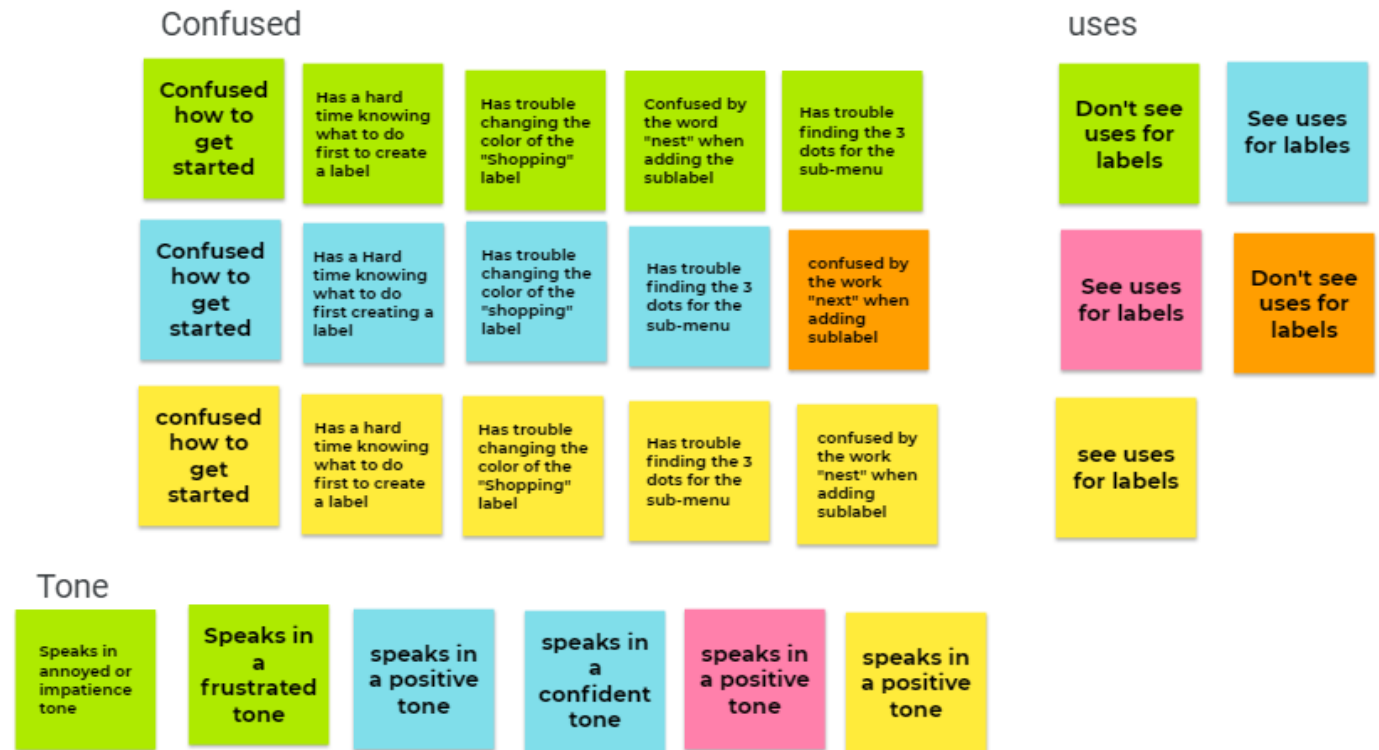 Confused
uses
Confused
how to
get
started
Has a hard
time knowing
what to do
first to create
a label
Has trouble
changing the
color of the
"Shopping"
label
Confused by
the word
"nest" when
adding the
sublabel
Has trouble
finding the 3
dots for the
sub-menu
Don't see
uses for
labels
See uses
for lables
Confused
how to
get
started
Has a Hard
time knowing
what to do
first creating a
label
Has trouble
changing the
color of the
"shopping"
label
Has trouble
finding the 3
dots for the
sub-menu
confused by
the work
"next" when
adding
sublabel
See uses
for labels
Don't see
uses for
labels
confused
how to
get
started
Has a hard
time knowing
what to do
first to create
a label
Has trouble
changing the
color of the
"Shopping"
label
Has trouble
finding the 3
dots for the
sub-menu
confused by
the work
"nest" when
adding
sublabel
see uses
for labels
Tone
Speaks in
annoyed or
impatience
tone
Speaks in
a
frustrated
tone
speaks in
a positive
tone
speaks in
a
confident
tone
speaks in
a positive
tone
speaks in
a positive
tone